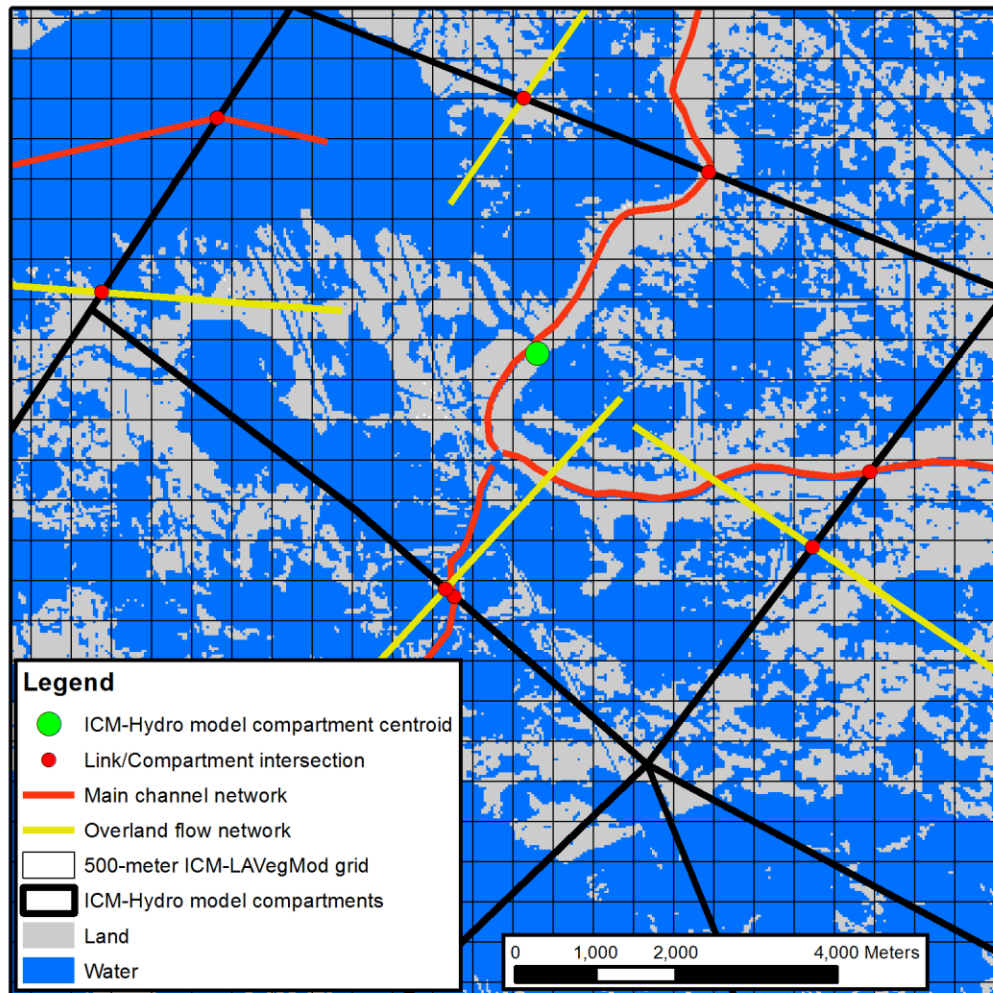 Legend
ICM-Hydro model compartment centroid
Link/Compartment intersection
Main channel network
Overland flow network
500-meter ICM-LAVegMod grid
ICM-Hydro model compartments
Land
Water
0 1,000 2,000 4,000 Meters